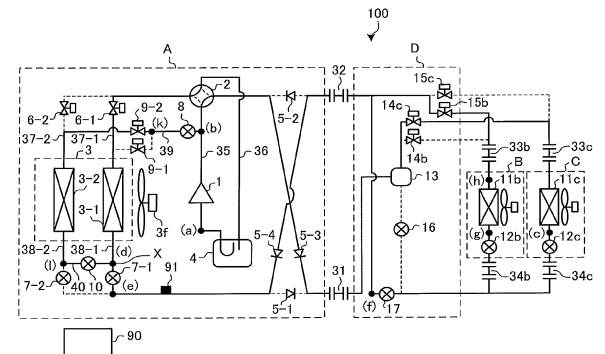 100
A
D
6-2
6-1
9-2
8
2
5-2
32
15c
15b
14c
14b
37-2
37-1
(k)
(b)
3
39
9-1
35
36
33b
33c
3-2
3-1
3f
1
13
B
C
(h)
11b
11c
(a)
4
5-4
5-3
16
(g)
(c)
12b
12c
38-2
38-1
(d)
X
(l)
7-1
91
31
34b
34c
7-2
40
10
(e)
5-1
(f)
17
90